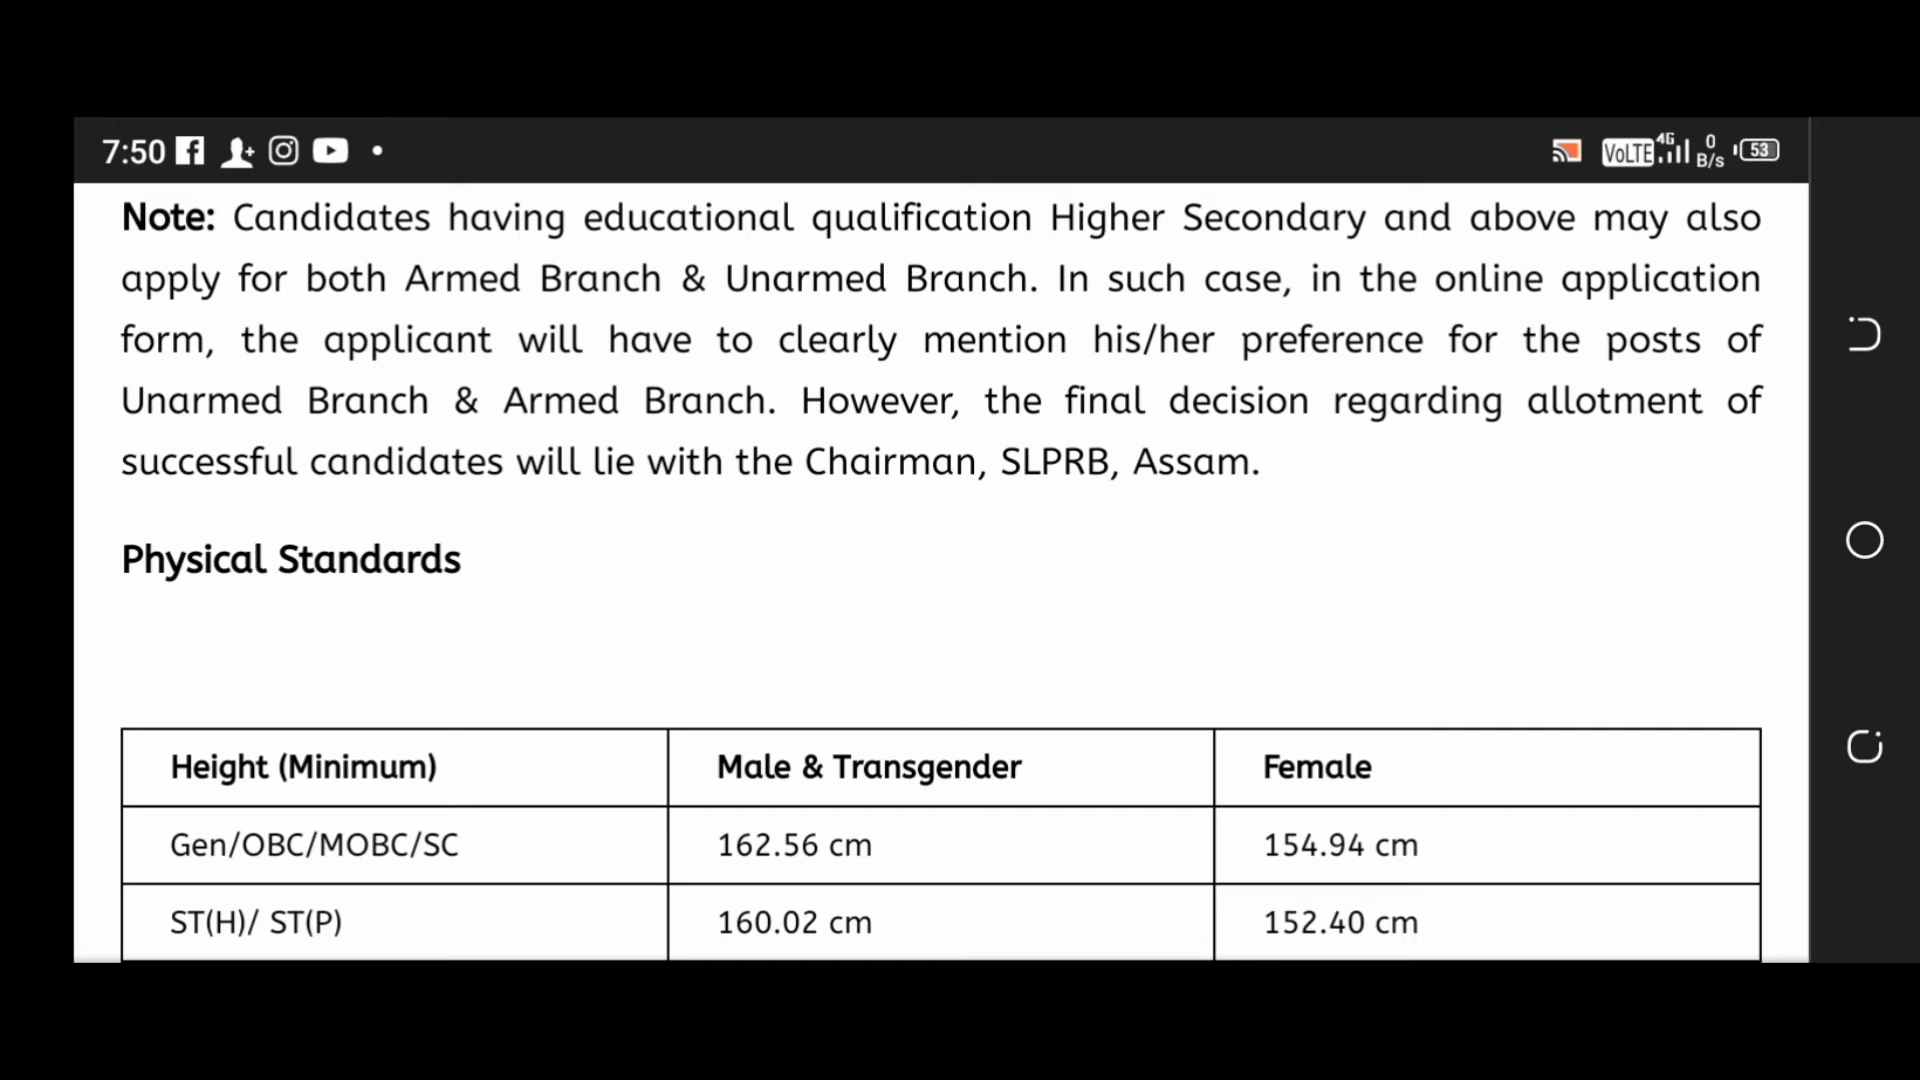 7:50
VoLTE 4G 0 B/s 53
Note: Candidates having educational qualification Higher Secondary and above may also
apply for both Armed Branch & Unarmed Branch. In such case, in the online application
form, the applicant will have to clearly mention his/her preference for the posts of
Unarmed Branch & Armed Branch. However, the final decision regarding allotment of
successful candidates will lie with the Chairman, SLPRB, Assam.
Physical Standards
Height (Minimum) Male & Transgender Female
Gen/OBC/MOBC/SC 162.56 cm 154.94 cm
ST(H)/ ST(P) 160.02 cm 152.40 cm